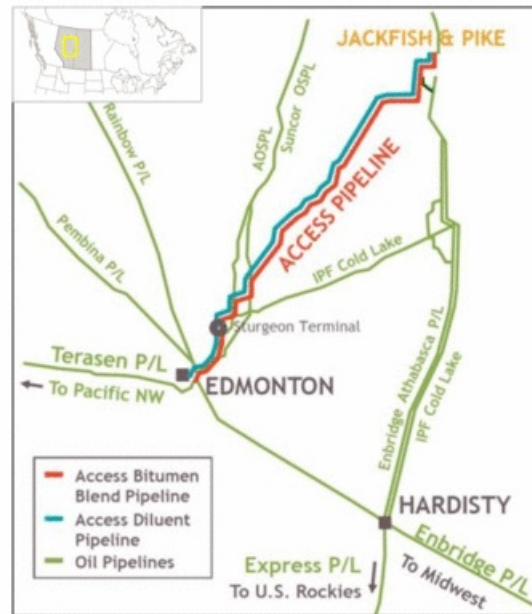 JACKFISH & PIKE
Rainbow P/L
AOSPL
Suncor OSPL
ACCESS PIPELINE
Pembina P/L
IPF Cold Lake
Sturgeon Terminal
Terasen P/L
EDMONTON
To Pacific NW
Enbridge Athabasca P/L
IPF Cold Lake
HARDISTY
Access Bitumen
Blend Pipeline
Access Diluent
Pipeline
Oil Pipelines
Express P/L
To U.S. Rockies
Enbridge P/L
To Midwest